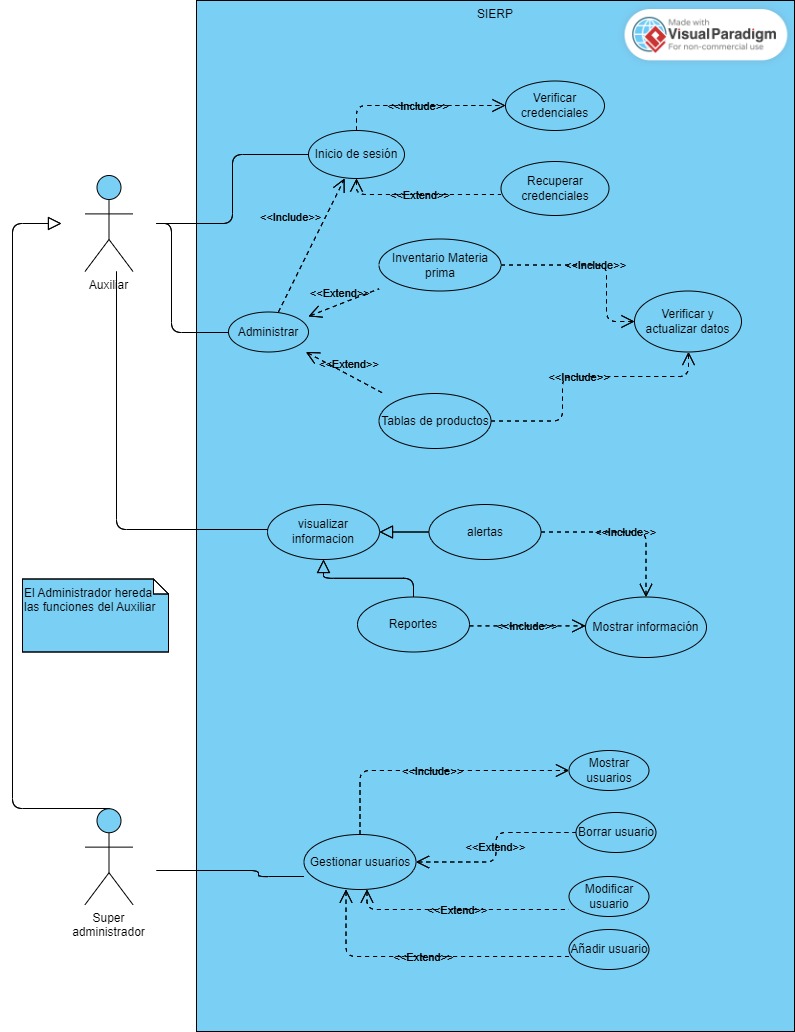 SIERP
Made with
VisualParadigm
For non-commercial use
Verificar
credenciales
<<Include>>
Inicio de sesión
Recuperar
credenciales
<<Extend>>
<<Include>>
Inventario Materia
prima
<<Include>>
Auxiliar
<<Extend>>
Verificar y
actualizar datos
Administrar
<<Extend>>
<<Include>>
Tablas de productos
visualizar
informacion
alertas
<<Include>>
El Administrador hereda
las funciones del Auxiliar
Reportes
<<Include>>
Mostrar información
Mostrar
usuarios
<<Include>>
Borrar usuario
<<Extend>>
Gestionar usuarios
Modificar
usuario
<<Extend>>
Super
administrador
Añadir usuario
<<Extend>>